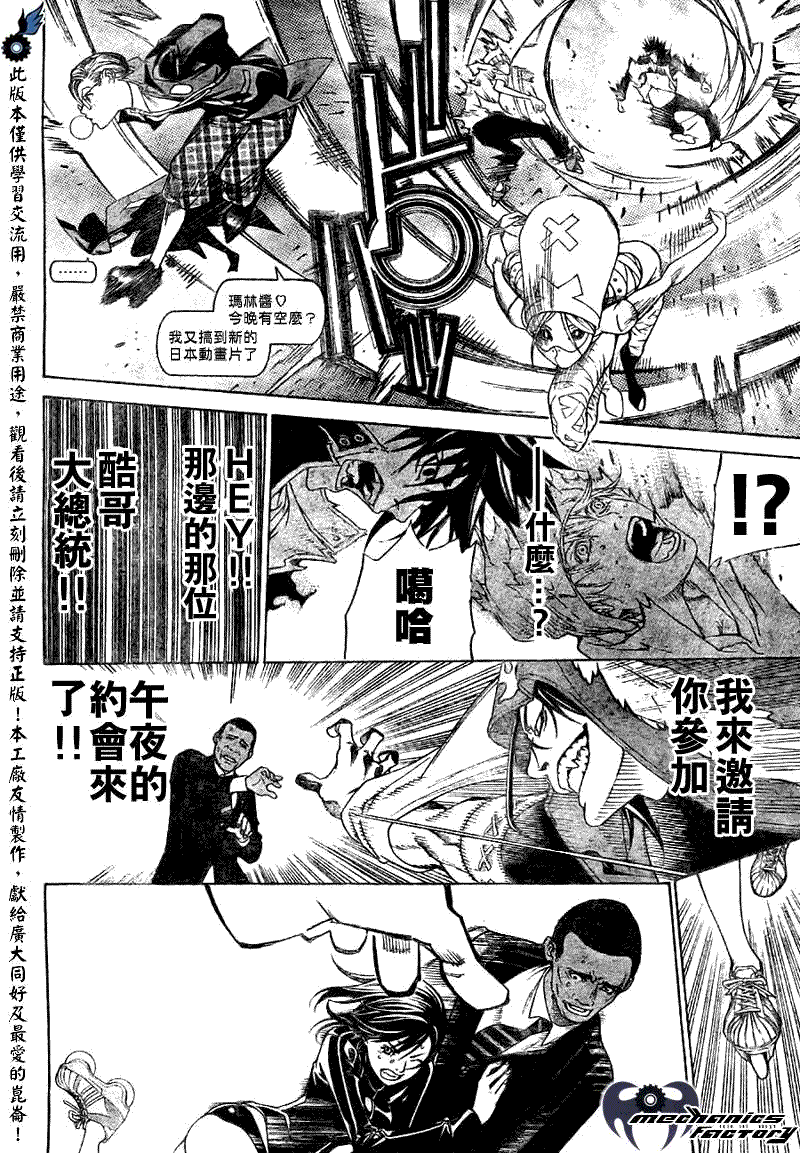 此版本僅供學習交流用，嚴禁商業用途，觀看後請立刻刪除並請支持正版！本工廠友情製作，獻給廣大同好及最愛的崑崙！
瑪林醬♡
今晚有空麼？
我又搞到新的
日本動畫片了
……
!?
──什麼…?
噶哈
HEY!!
那邊的那位
酷哥
大總統!!
我來邀請
你參加
午夜的
約會來
了!!
mechanics
factory